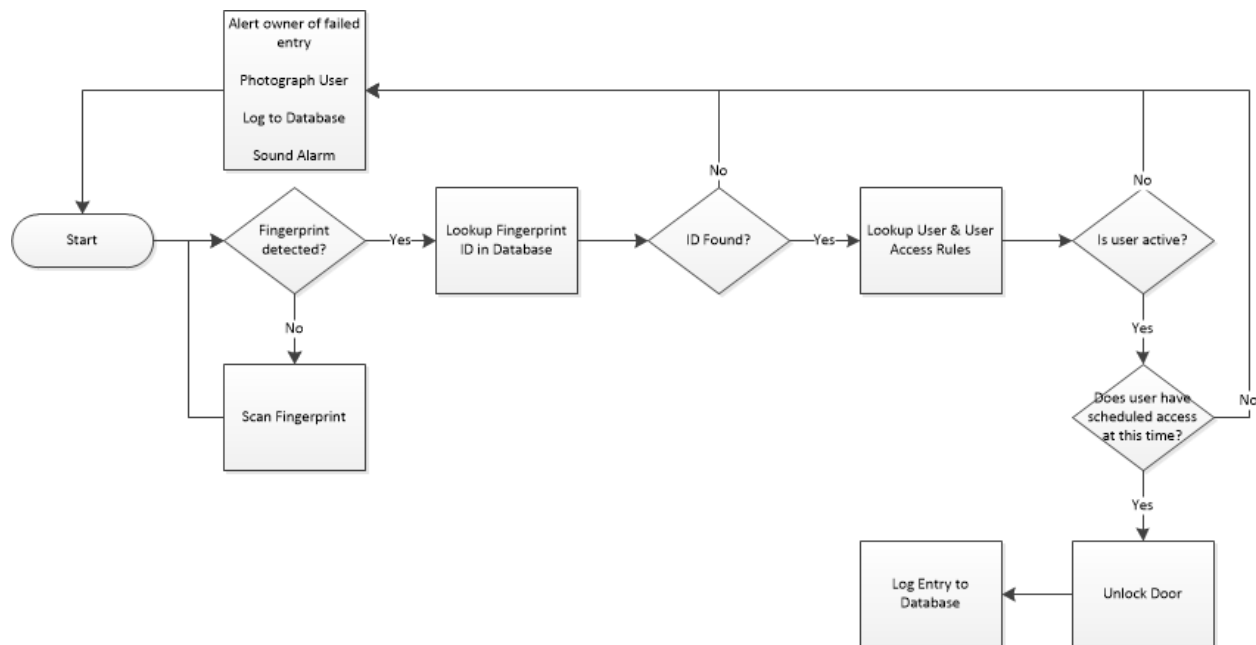 Alert owner of failed
entry
Photograph User
Log to Database
Sound Alarm
No
No
Start
Fingerprint
detected?
Yes
Lookup Fingerprint
ID in Database
ID Found?
Yes
Lookup User & User
Access Rules
Is user active?
No
Yes
Scan Fingerprint
Does user have
scheduled access
at this time?
No
Yes
Log Entry to
Database
Unlock Door